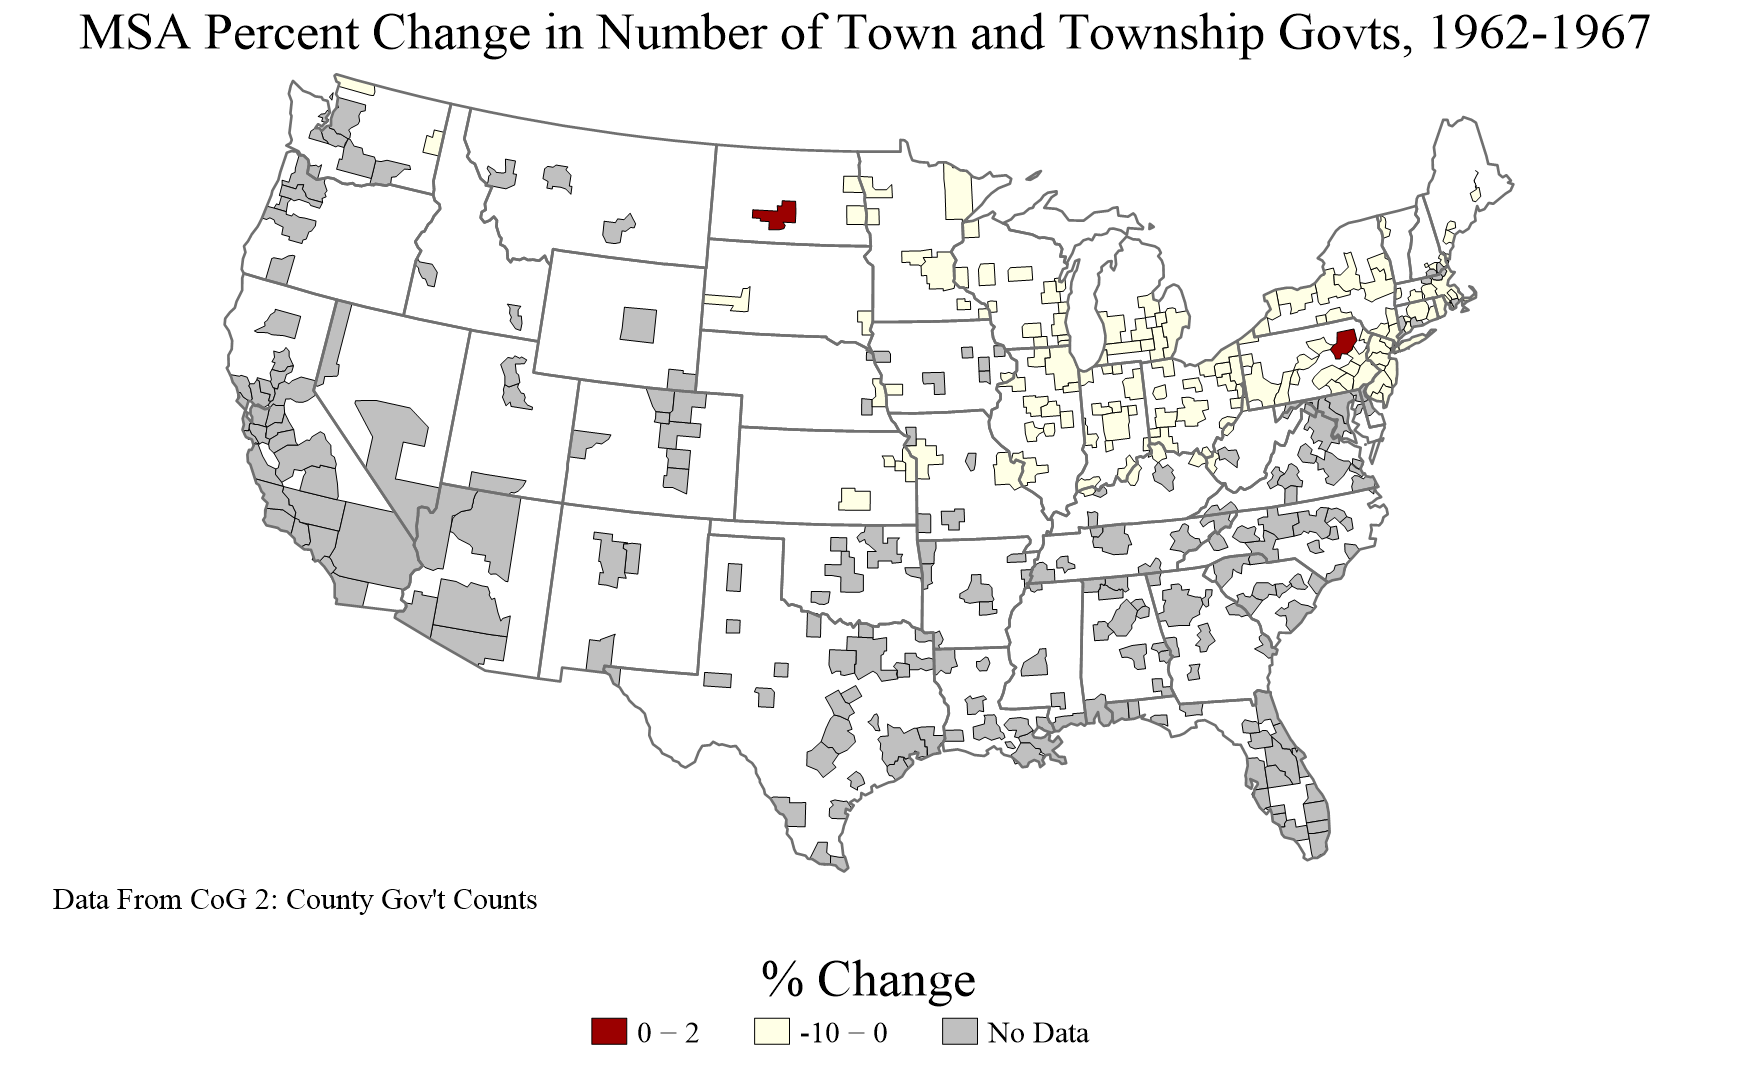 MSA Percent Change in Number of Town and Township Govts, 1962-1967
Data From CoG 2: County Gov't Counts
% Change
0 – 2
-10 – 0
No Data